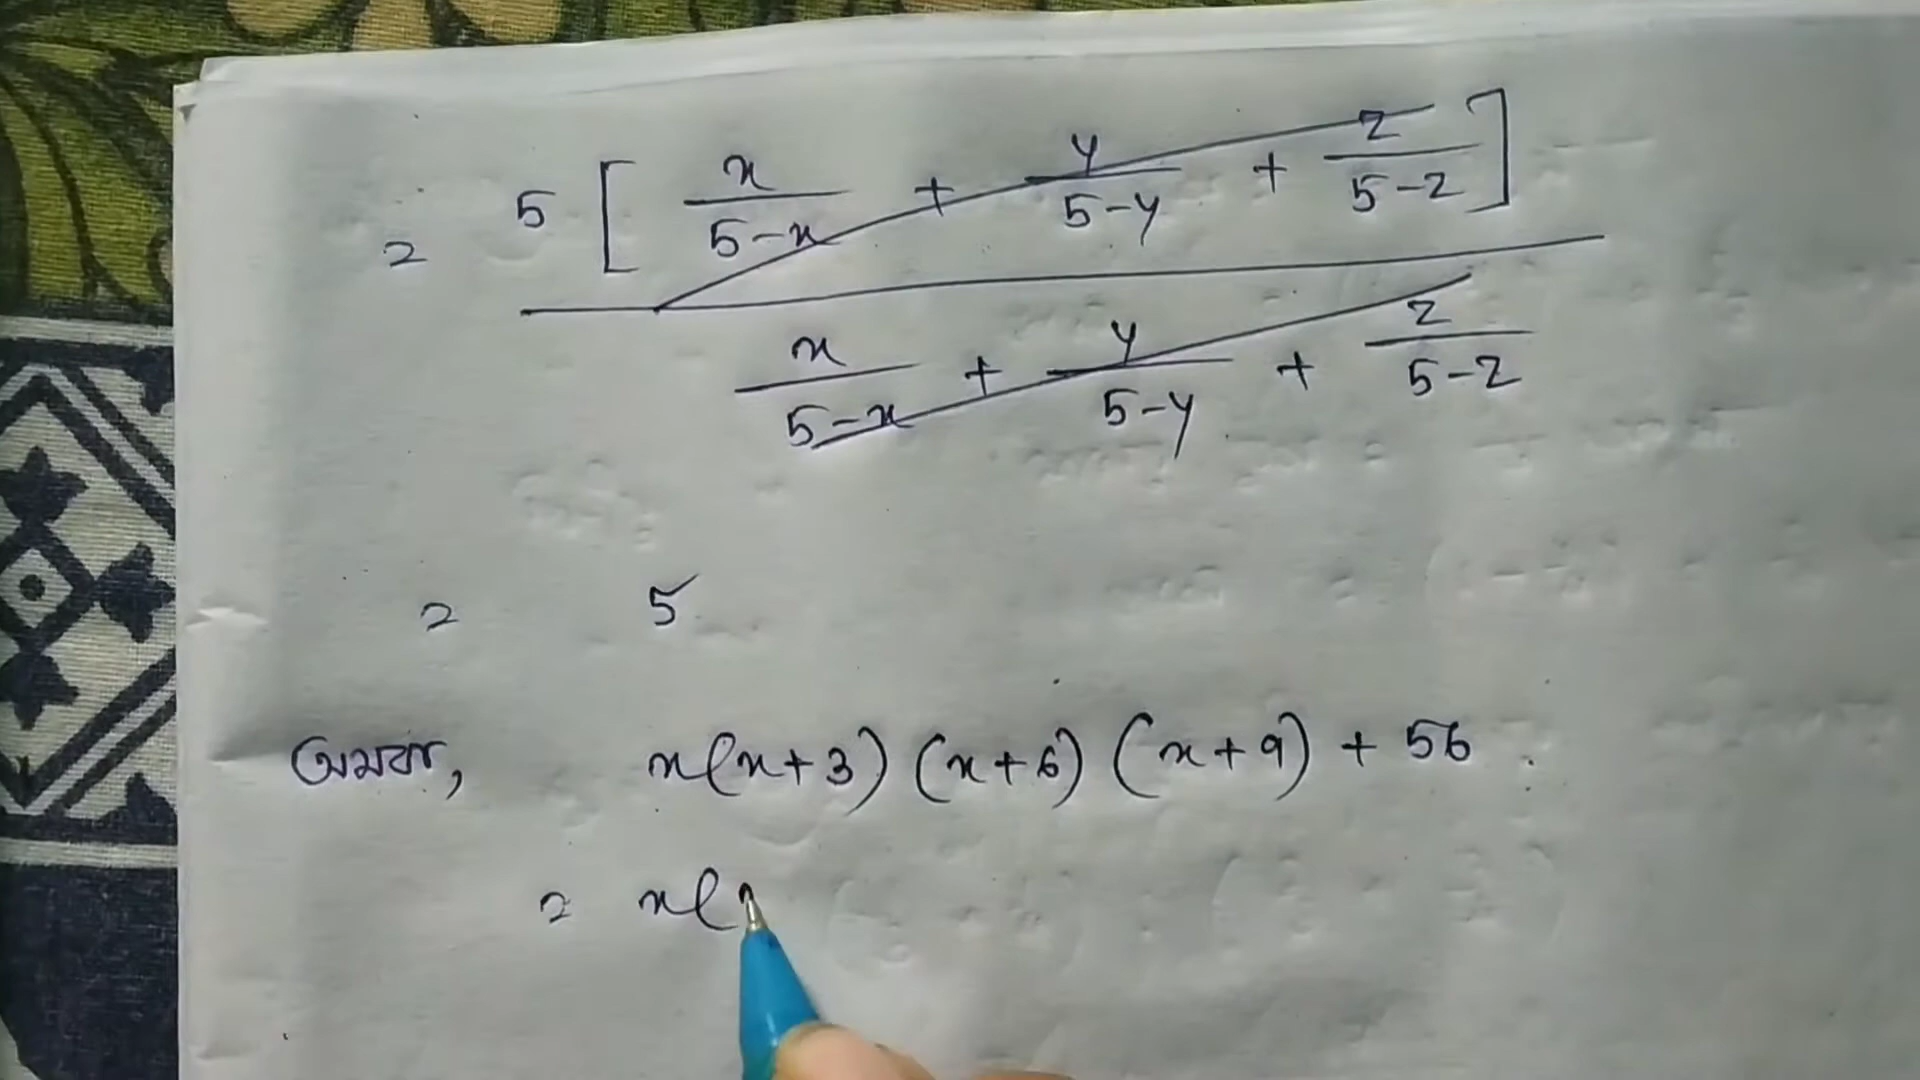 = 5 [ x/5-x + y/5-y + z/5-z ] / x/5-x + y/5-y + z/5-z
= 5
অথবা, x(x+3) (x+6) (x+9) + 56
= x(